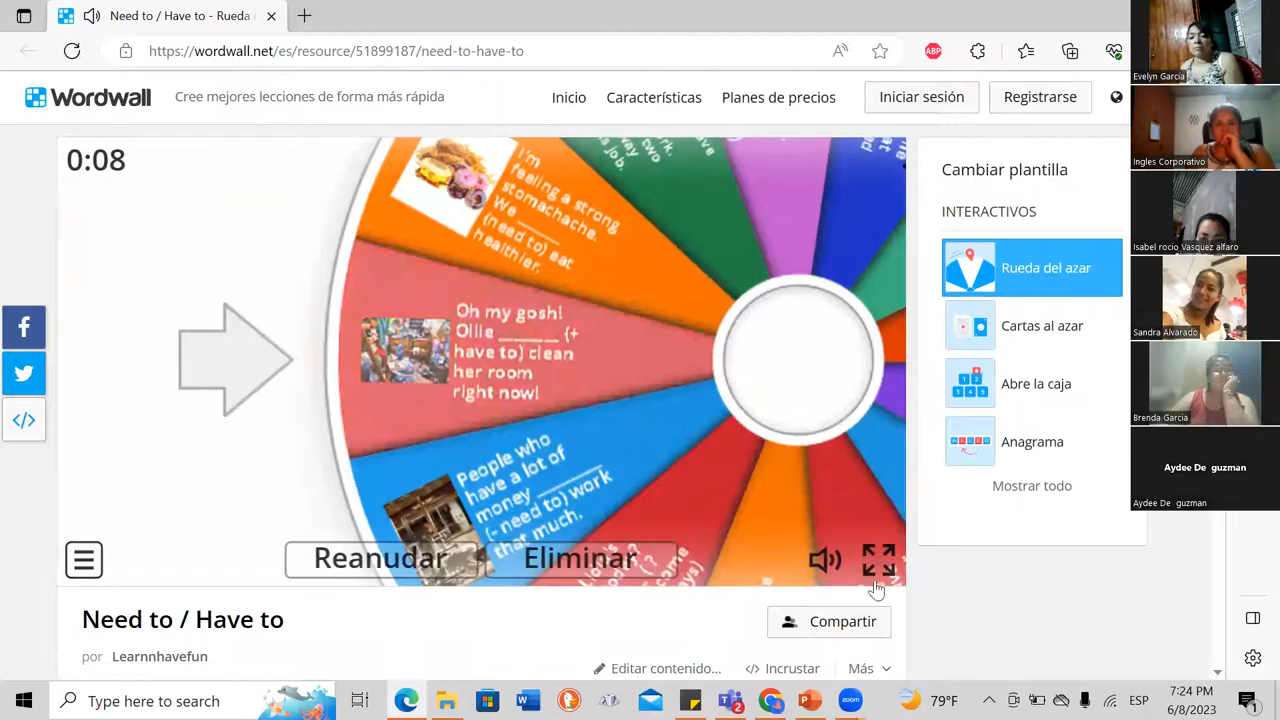 Need to / Have to - Rueda
https://wordwall.net/es/resource/51899187/need-to-have-to
ABP
Wordwall
Cree mejores lecciones de forma más rápida
Inicio
Características
Planes de precios
Iniciar sesión
Registrarse
0:08
I'm
feeling a strong
stomachache.
We ______
(need to) eat
healthier.
two
job.
Oh my gosh!
Ollie ______ (+
have to) clean
her room
right now!
People who
have a lot of
money ______
(- need to) work
that much.
Reanudar
Eliminar
Cambiar plantilla
INTERACTIVOS
Rueda del azar
Cartas al azar
Abre la caja
Anagrama
Mostrar todo
Need to / Have to
por Learnnhavefun
Compartir
Editar contenido...
Incrustar
Más
Evelyn Garcia
Ingles Corporativo
Isabel rocio Vasquez alfaro
Sandra Alvarado
Brenda Garcia
Aydee De guzman
Aydee De guzman
Type here to search
79°F
ESP
7:24 PM
6/8/2023